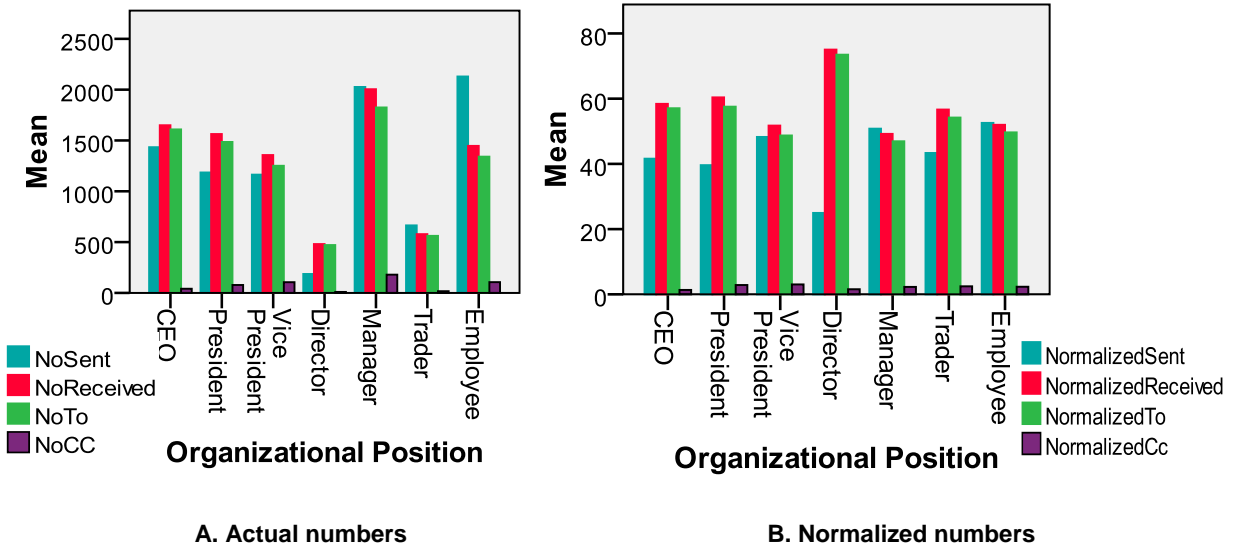 2500
2000
1500
1000
500
0
Mean
CEO
President
Vice
President
Director
Manager
Trader
Employee
NoSent
NoReceived
NoTo
NoCC
Organizational Position
A. Actual numbers
80
60
40
20
0
Mean
CEO
President
Vice
President
Director
Manager
Trader
Employee
NormalizedSent
NormalizedReceived
NormalizedTo
NormalizedCc
Organizational Position
B. Normalized numbers